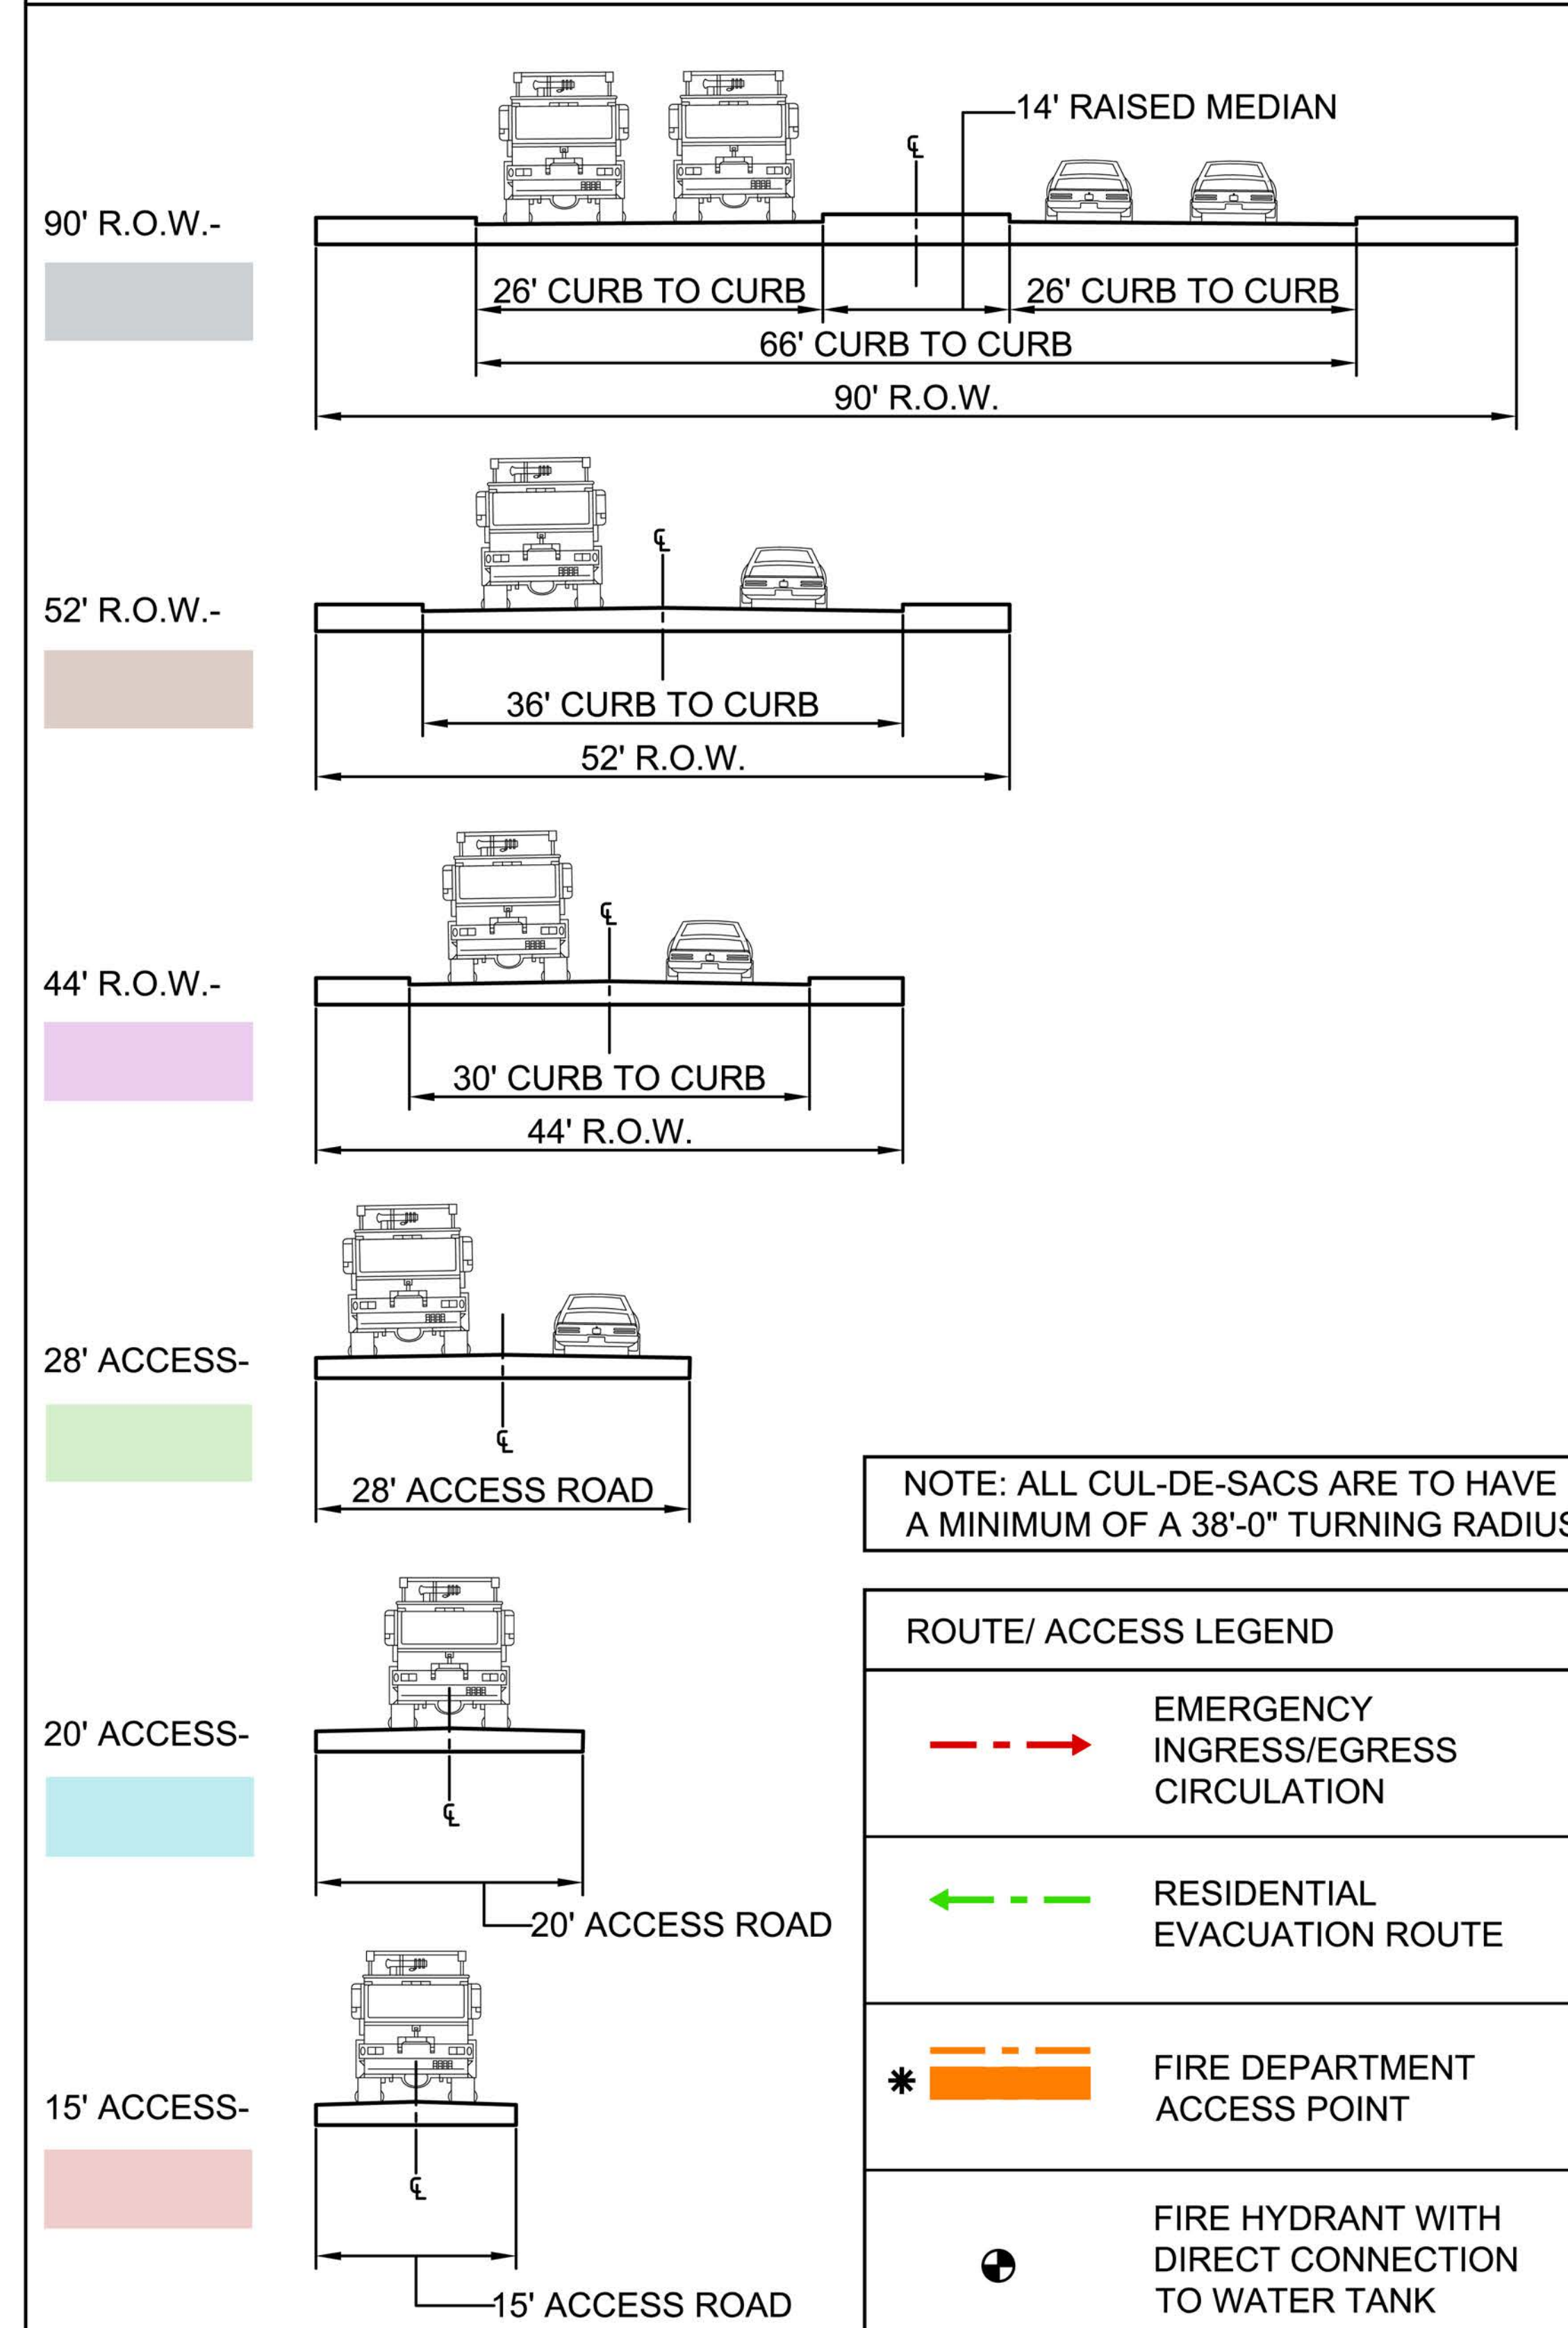 14' RAISED MEDIAN
℄
90' R.O.W.-
26' CURB TO CURB
26' CURB TO CURB
66' CURB TO CURB
90' R.O.W.
℄
52' R.O.W.-
36' CURB TO CURB
52' R.O.W.
℄
44' R.O.W.-
30' CURB TO CURB
44' R.O.W.
28' ACCESS-
℄
28' ACCESS ROAD
NOTE: ALL CUL-DE-SACS ARE TO HAVE
A MINIMUM OF A 38'-0" TURNING RADIUS
20' ACCESS-
℄
20' ACCESS ROAD
15' ACCESS-
℄
15' ACCESS ROAD
ROUTE/ ACCESS LEGEND
EMERGENCY
INGRESS/EGRESS
CIRCULATION
RESIDENTIAL
EVACUATION ROUTE
*
FIRE DEPARTMENT
ACCESS POINT
FIRE HYDRANT WITH
DIRECT CONNECTION
TO WATER TANK